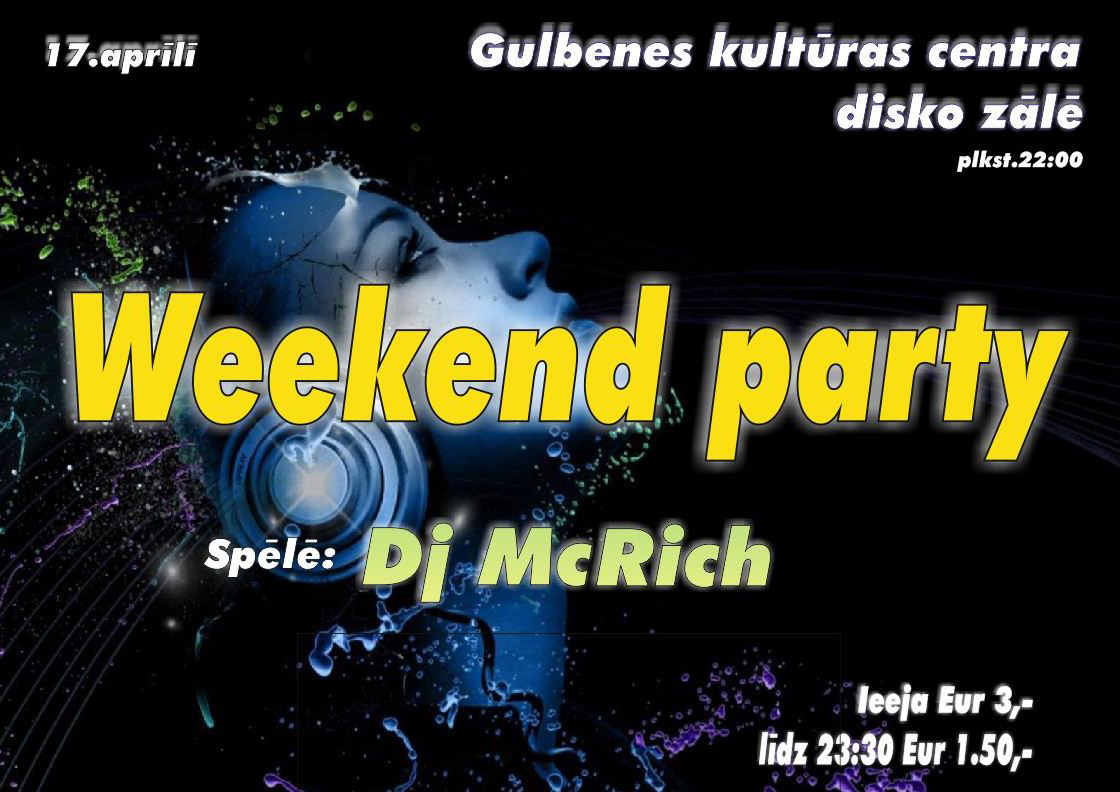 17.aprīlī
Gulbenes kultūras centra
disko zālē
plkst.22:00
Weekend party
Spēlē: Dj McRich
Ieeja Eur 3,-
līdz 23:30 Eur 1.50,-